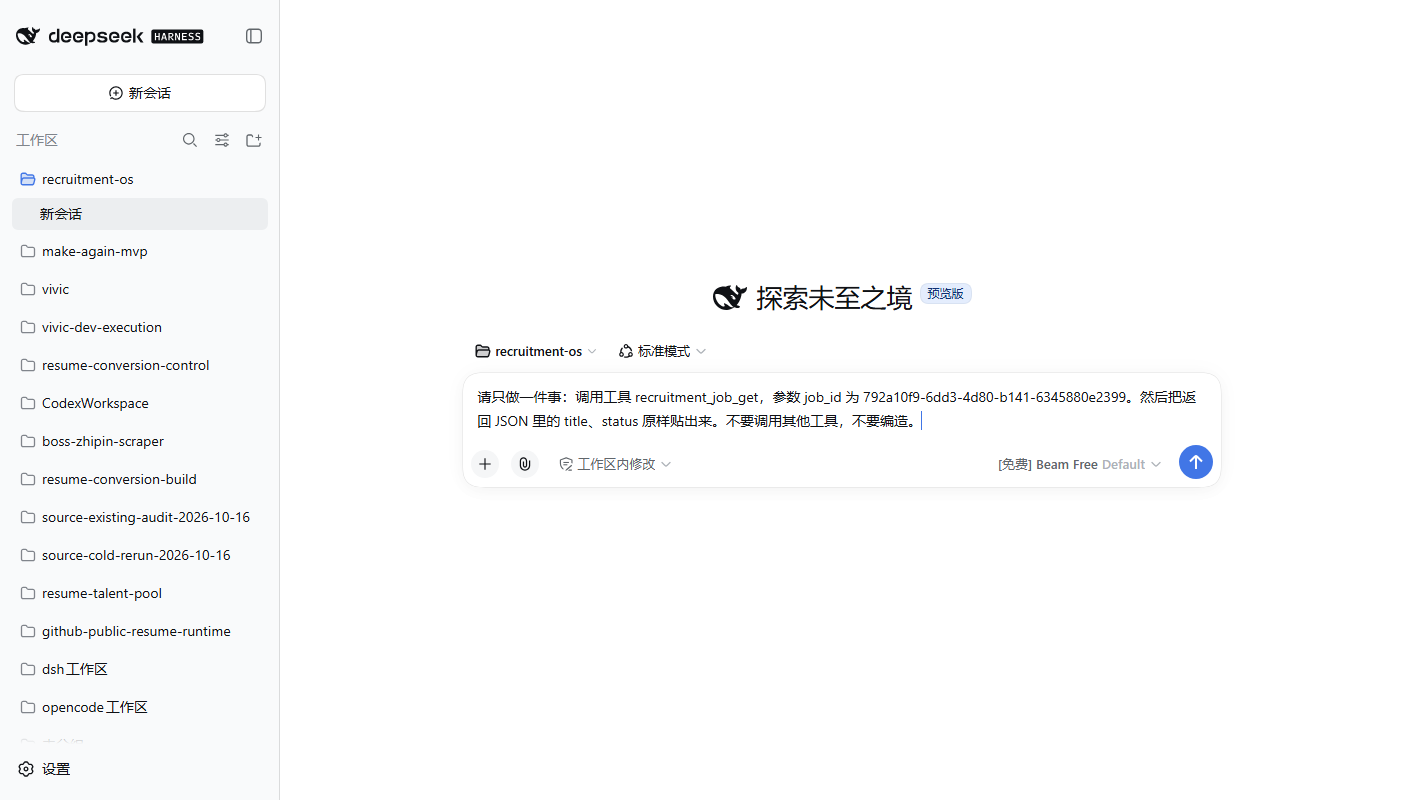 deepseek HARNESS
新会话
工作区
recruitment-os
新会话
make-again-mvp
vivic
vivic-dev-execution
resume-conversion-control
CodexWorkspace
boss-zhipin-scraper
resume-conversion-build
source-existing-audit-2026-10-16
source-cold-rerun-2026-10-16
resume-talent-pool
github-public-resume-runtime
dsh工作区
opencode工作区
设置
探索未至之境 预览版
recruitment-os 标准模式
请只做一件事：调用工具 recruitment_job_get，参数 job_id 为 792a10f9-6dd3-4d80-b141-6345880e2399。然后把返
回 JSON 里的 title、status 原样贴出来。不要调用其他工具，不要编造。
工作区内修改 [免费] Beam Free Default